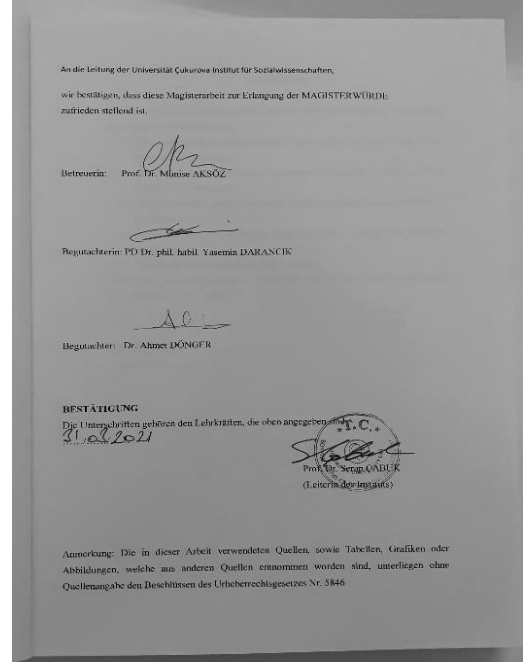 An die Leitung der Universität Çukurova Institut für Sozialwissenschaften,
wir bestätigen, dass diese Magisterarbeit zur Erlangung der MAGISTERWÜRDE
zufrieden stellend ist.
Betreuerin: Prof. Dr. Munise AKSÖZ
Begutachterin: PD Dr. phil. habil. Yasemin DARANCIK
Begutachter: Dr. Ahmet DÖNGER
BESTÄTIGUNG
Die Unterschriften gehören den Lehrkräften, die oben angegeben sind.
31.03.2021
T.C.
Prof. Dr. Serap ÇABUK
(Leiterin des Instituts)
Anmerkung: Die in dieser Arbeit verwendeten Quellen, sowie Tabellen, Grafiken oder
Abbildungen, welche aus anderen Quellen entnommen worden sind, unterliegen ohne
Quellenangabe den Beschlüssen des Urheberrechtsgesetzes Nr. 5846